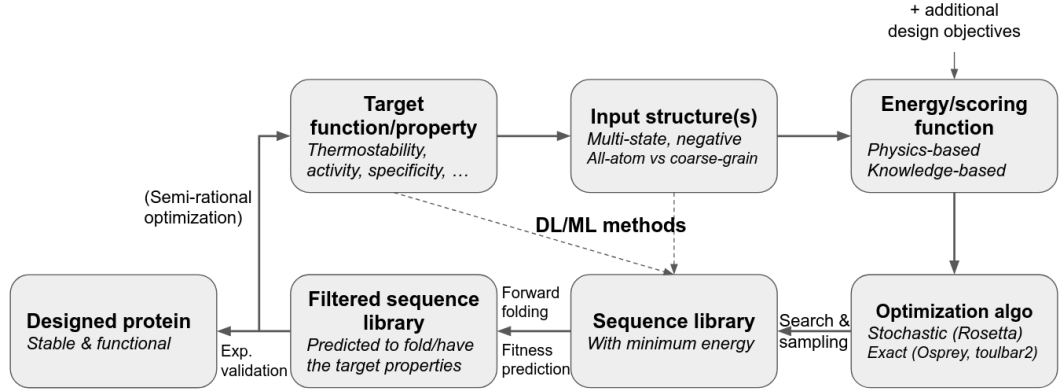 + additional
design objectives
Target
function/property
Thermostability,
activity, specificity, …
Input structure(s)
Multi-state, negative
All-atom vs coarse-grain
Energy/scoring
function
Physics-based
Knowledge-based
(Semi-rational
optimization)
DL/ML methods
Designed protein
Stable & functional
Exp.
validation
Filtered sequence
library
Predicted to fold/have
the target properties
Forward
folding
Fitness
prediction
Sequence library
With minimum energy
Search &
sampling
Optimization algo
Stochastic (Rosetta)
Exact (Osprey, toulbar2)